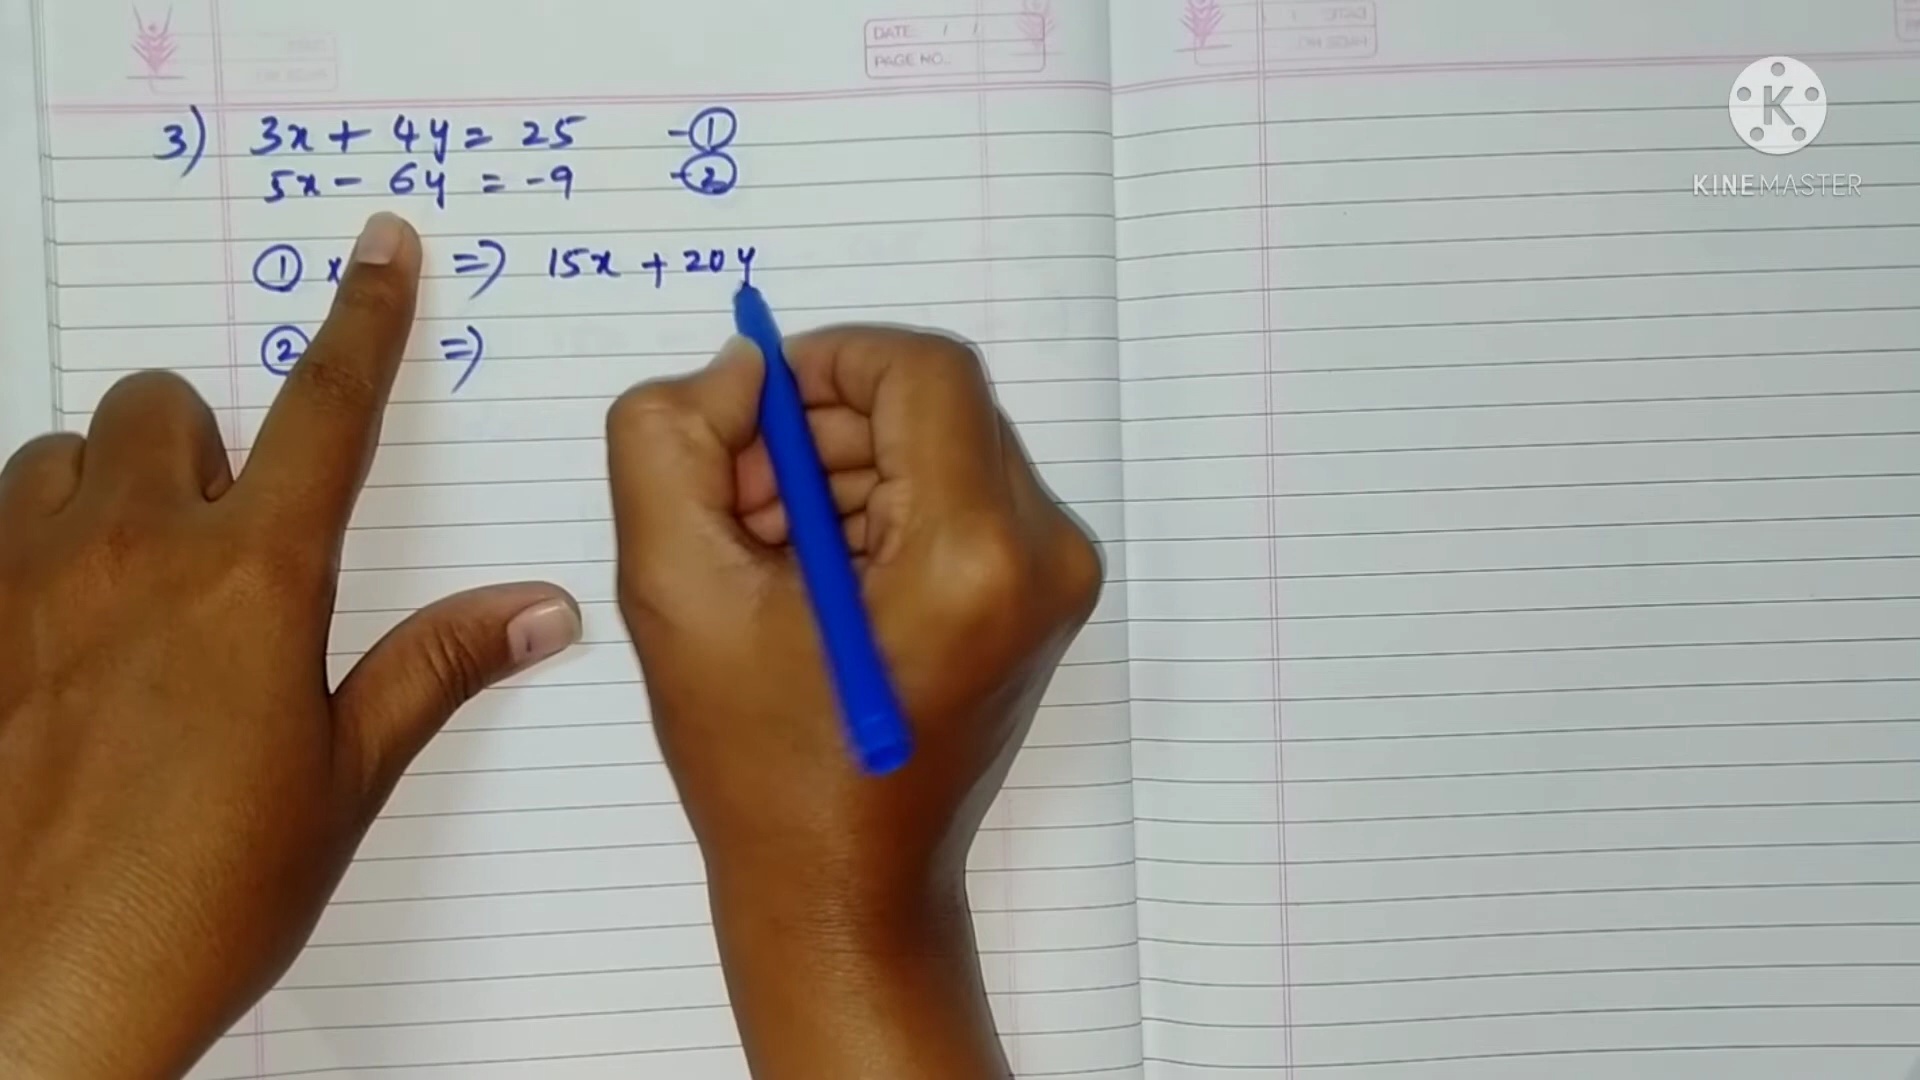 DATE: / /
PAGE NO.:
3) 3x + 4y = 25 -①
5x - 6y = -9 -②
① x => 15x + 20y
② =>
KINEMASTER